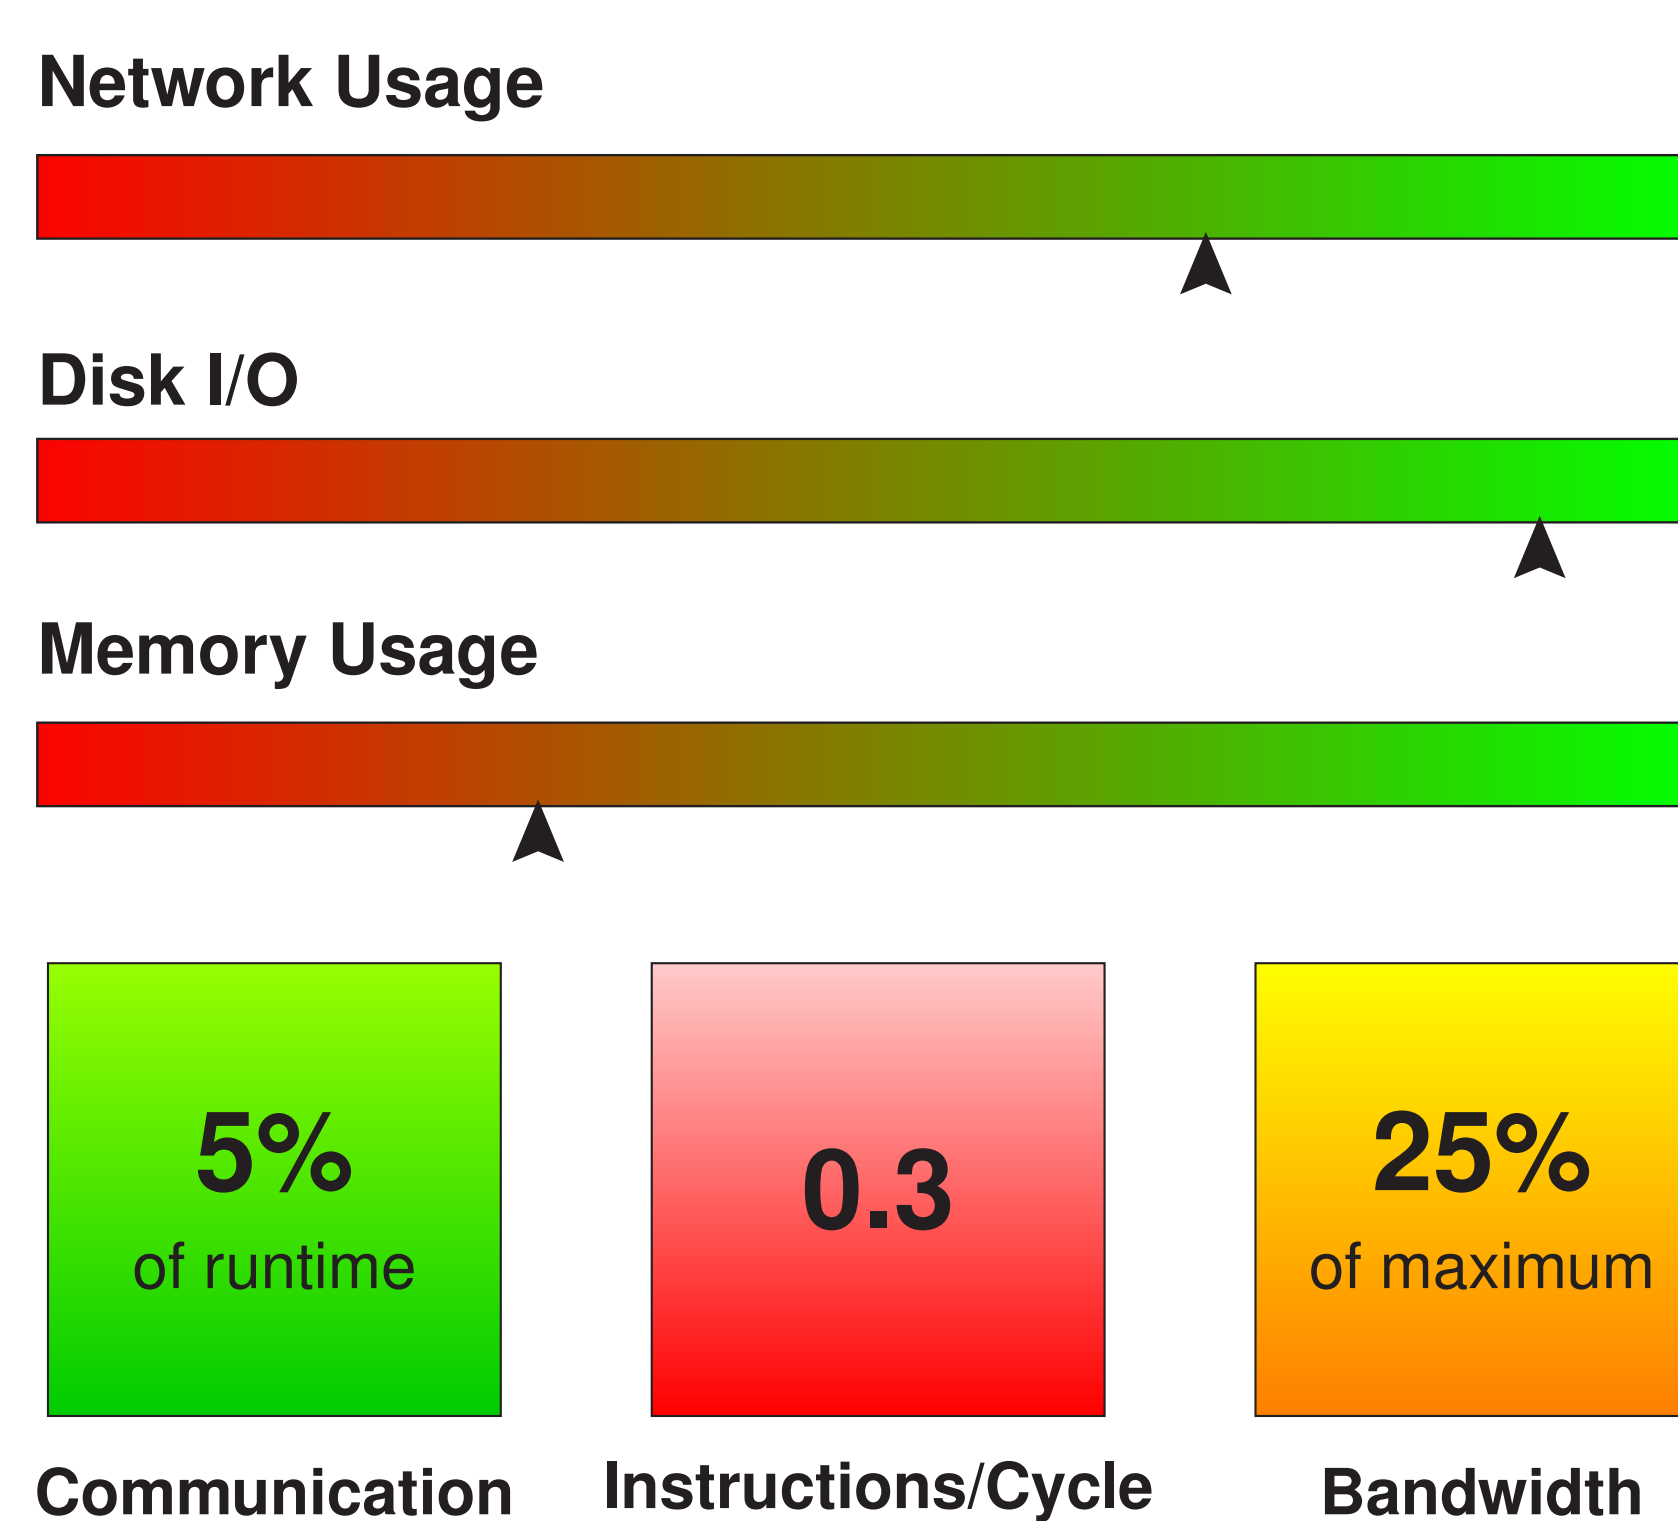 Network Usage
Disk I/O
Memory Usage
5%
of runtime
0.3
25%
of maximum
Communication
Instructions/Cycle
Bandwidth